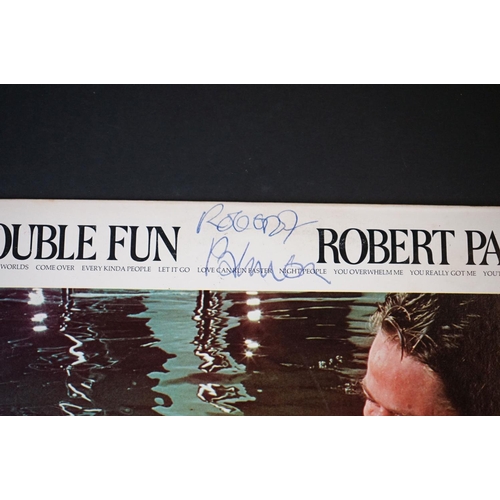 OUBLE FUN ROBERT PA
WORLDS COME OVER EVERY KINDA PEOPLE LET IT GO LOVE CAN RUN FASTER NIGHT PEOPLE YOU OVERWHELM ME YOU REALLY GOT ME YOU'
Robert
Palmer